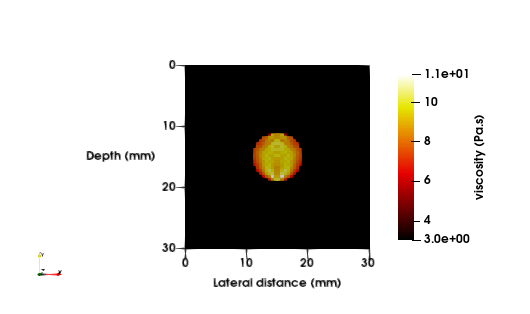 0
10
20
30
Depth (mm)
0
10
20
30
Lateral distance (mm)
1.1e+01
10
8
6
4
3.0e+00
viscosity (Pa.s)
Y
X